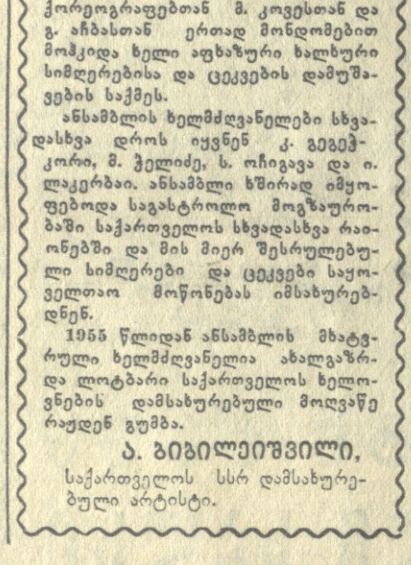 ქორეოგრაფებთან მ. კოვესთან და
გ. აჩბასთან ერთად მონდომებით
მოჰკიდა ხელი აფხაზური ხალხური
სიმღერებისა და ცეკვების დამუშა-
ვების საქმეს.
ანსამბლის ხელმძღვანელები სხვა-
დასხვა დროს იყვნენ კ. გეგეჭ-
კორი, მ. ჭელიძე, ს. ოჩიგავა და ი.
ლაკერბაი. ანსამბლი ხშირად იმყო-
ფებოდა საგასტროლო მოგზაურო-
ბაში საქართველოს სხვადასხვა რაი-
ონებში და მის მიერ შესრულებუ-
ლი სიმღერები და ცეკვები საყო-
ველთაო მოწონებას იმსახურებ-
დნენ.
1955 წლიდან ანსამბლის მხატვ-
რული ხელმძღვანელია ახალგაზრ-
და ლოტბარი საქართველოს ხელო-
ვნების დამსახურებული მოღვაწე
რაჟდენ გუმბა.
ა. ბიბილეიშვილი,
საქართველოს სსრ დამსახურე-
ბული არტისტი.